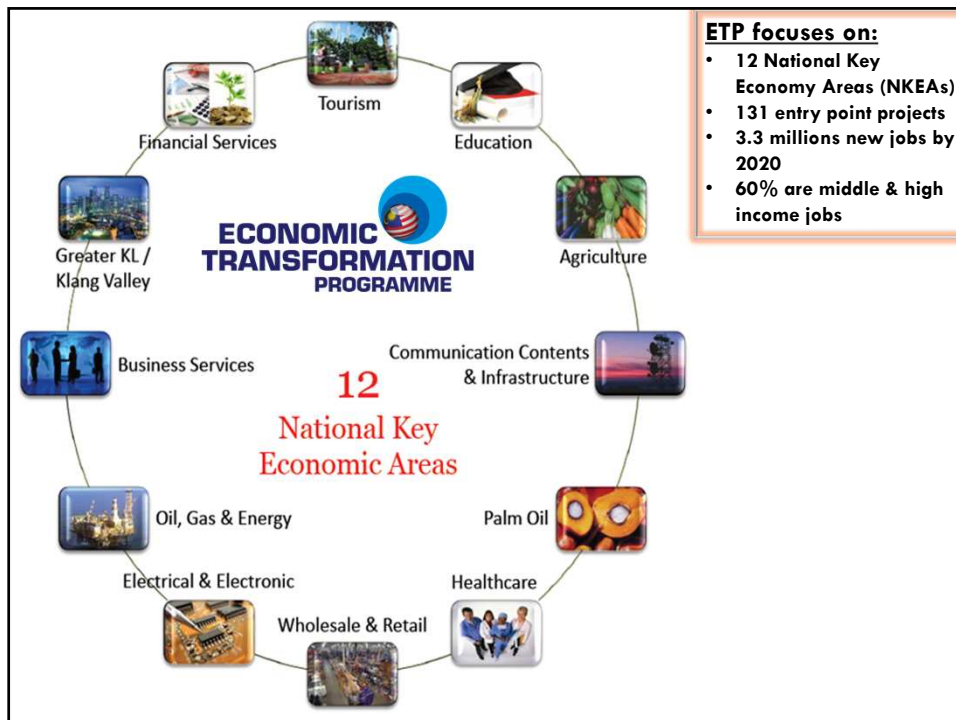 Tourism
Education
Agriculture
Communication Contents
& Infrastructure
Palm Oil
Healthcare
Wholesale & Retail
Electrical & Electronic
Oil, Gas & Energy
Business Services
Greater KL /
Klang Valley
Financial Services
ECONOMIC
TRANSFORMATION
PROGRAMME
12
National Key
Economic Areas
ETP focuses on:
• 12 National Key
Economy Areas (NKEAs)
• 131 entry point projects
• 3.3 millions new jobs by
2020
• 60% are middle & high
income jobs